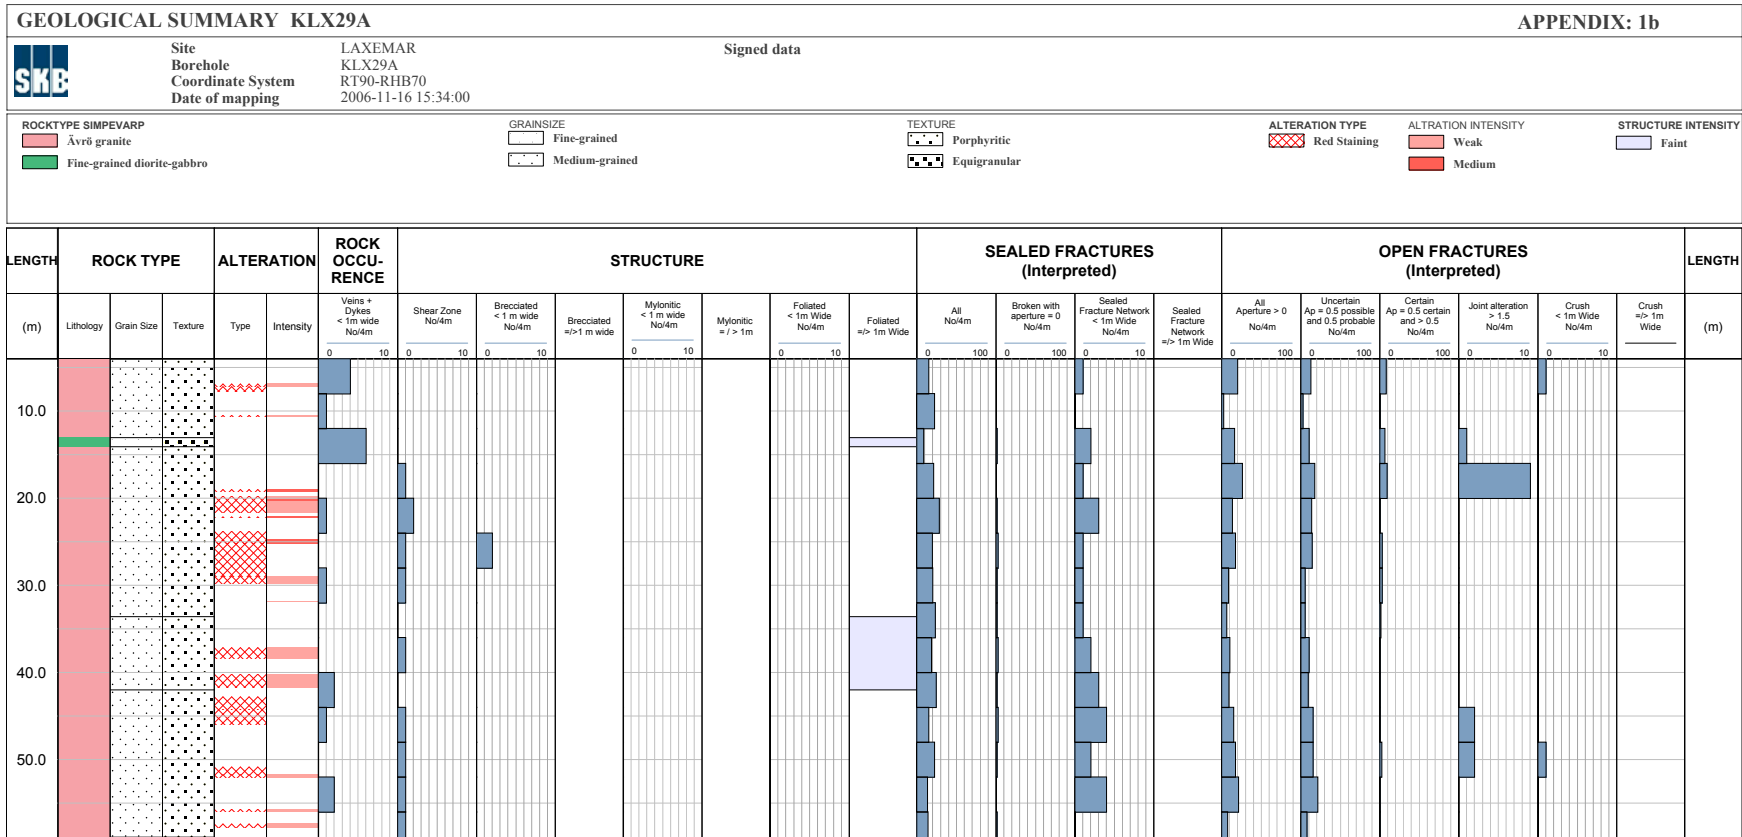 GEOLOGICAL SUMMARY KLX29A
APPENDIX: 1b
SKB
Site LAXEMAR
Borehole KLX29A
Coordinate System RT90-RHB70
Date of mapping 2006-11-16 15:34:00
Signed data
ROCKTYPE SIMPEVARP
Ävrö granite
Fine-grained diorite-gabbro
GRAINSIZE
Fine-grained
Medium-grained
TEXTURE
Porphyritic
Equigranular
ALTERATION TYPE
Red Staining
ALTRATION INTENSITY
Weak
Medium
STRUCTURE INTENSITY
Faint
LENGTH
ROCK TYPE
ALTERATION
ROCK
OCCU-
RENCE
STRUCTURE
SEALED FRACTURES
(Interpreted)
OPEN FRACTURES
(Interpreted)
LENGTH
(m)
Lithology
Grain Size
Texture
Type
Intensity
Veins +
Dykes
< 1m wide
No/4m
0 10
Shear Zone
No/4m
0 10
Brecciated
< 1 m wide
No/4m
0 10
Brecciated
=/>1 m wide
Mylonitic
< 1 m wide
No/4m
0 10
Mylonitic
= / > 1m
Foliated
< 1m Wide
No/4m
0 10
Foliated
=/> 1m Wide
All
No/4m
0 100
Broken with
aperture = 0
No/4m
0 100
Sealed
Fracture Network
< 1m Wide
No/4m
0 10
Sealed
Fracture
Network
=/> 1m Wide
All
Aperture > 0
No/4m
0 100
Uncertain
Ap = 0.5 possible
and 0.5 probable
No/4m
0 100
Certain
Ap = 0.5 certain
and > 0.5
No/4m
0 100
Joint alteration
> 1.5
No/4m
0 10
Crush
< 1m Wide
No/4m
0 10
Crush
=/> 1m
Wide
(m)
10.0
20.0
30.0
40.0
50.0